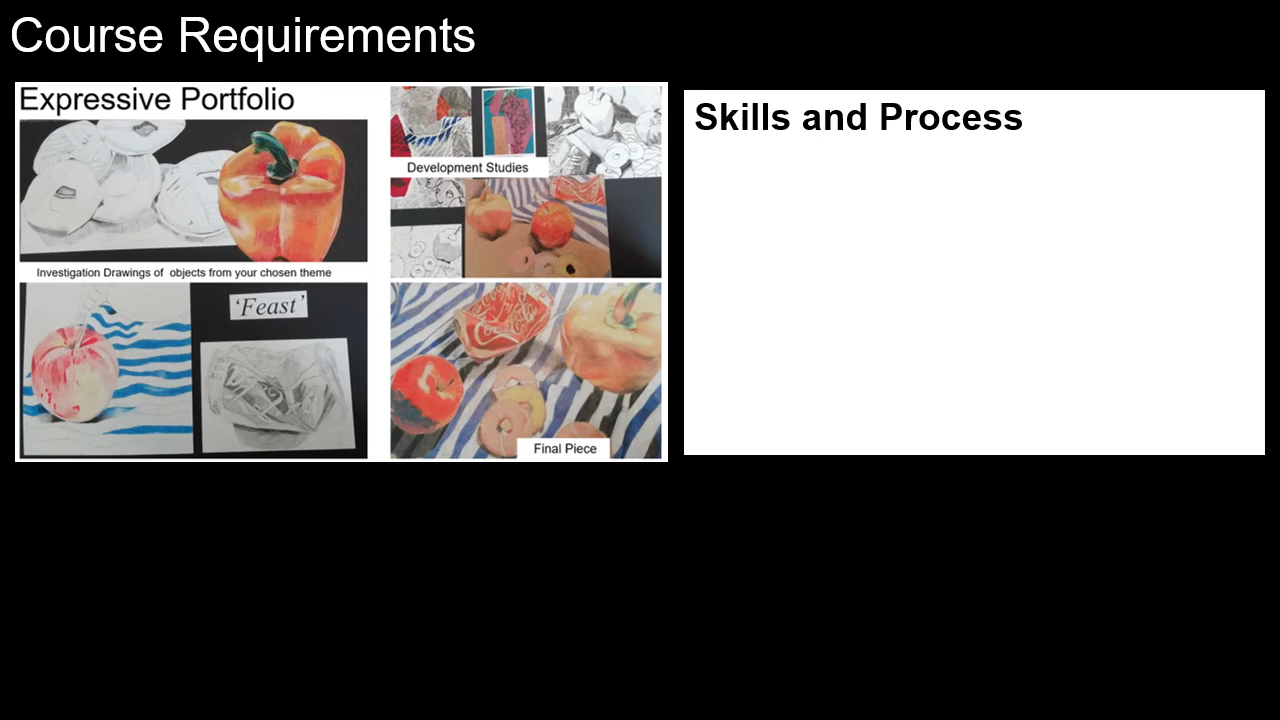 Course Requirements
Expressive Portfolio
Investigation Drawings of objects from your chosen theme
'Feast'
Development Studies
Final Piece
Skills and Process